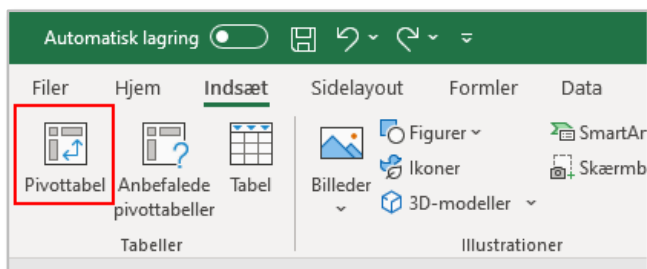 Automatisk lagring
Filer Hjem Indsæt Sidelayout Formler Data
Pivottabel
Anbefalede
pivottabeller
Tabel
Billeder
Figurer
Ikoner
3D-modeller
SmartAr
Skærmb
Tabeller
Illustrationer